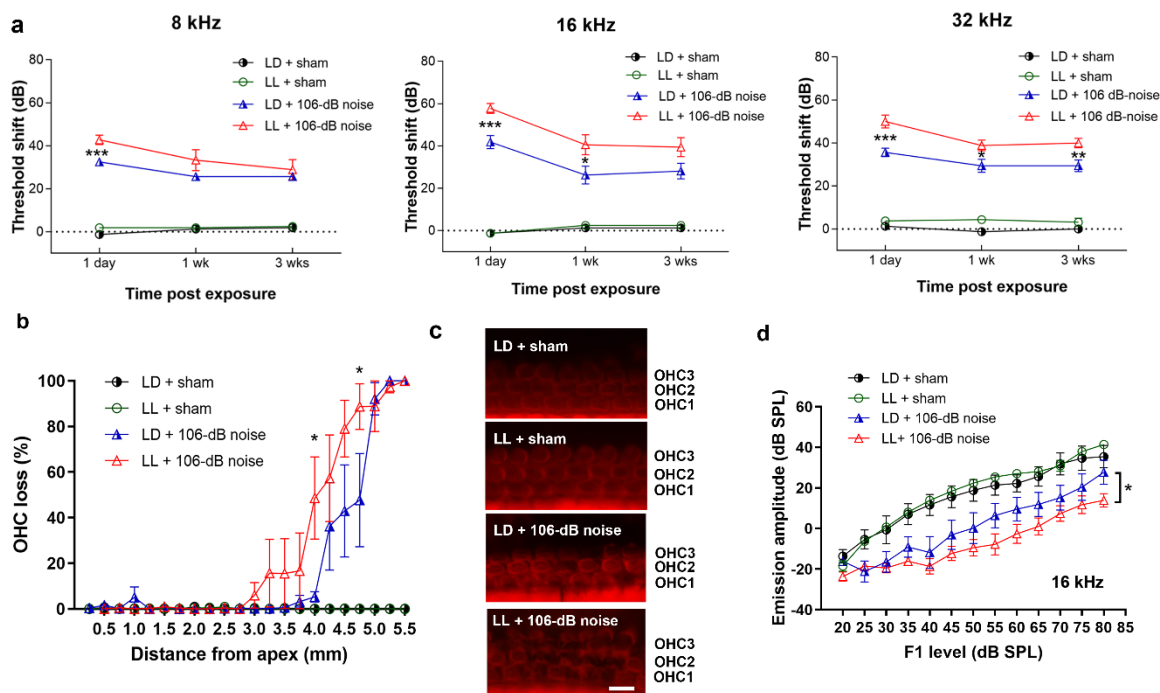 a
8 kHz
Threshold shift (dB)
80
60
40
20
0
LD + sham
LL + sham
LD + 106-dB noise
LL + 106-dB noise
***
1 day
1 wk
3 wks
Time post exposure
16 kHz
Threshold shift (dB)
80
60
40
20
0
LD + sham
LL + sham
LD + 106-dB noise
LL + 106-dB noise
***
*
1 day
1 wk
3 wks
Time post exposure
32 kHz
Threshold shift (dB)
80
60
40
20
0
LD + sham
LL + sham
LD + 106 dB-noise
LL + 106 dB-noise
***
*
**
1 day
1 wk
3 wks
Time post exposure
b
OHC loss (%)
100
80
60
40
20
0
LD + sham
LL + sham
LD + 106-dB noise
LL + 106-dB noise
*
*
0.5 1.0 1.5 2.0 2.5 3.0 3.5 4.0 4.5 5.0 5.5
Distance from apex (mm)
c
LD + sham
OHC3
OHC2
OHC1
LL + sham
OHC3
OHC2
OHC1
LD + 106-dB noise
OHC3
OHC2
OHC1
LL + 106-dB noise
OHC3
OHC2
OHC1
d
Emission amplitude (dB SPL)
60
40
20
0
-20
-40
LD + sham
LL + sham
LD + 106-dB noise
LL+ 106-dB noise
*
16 kHz
20 25 30 35 40 45 50 55 60 65 70 75 80 85
F1 level (dB SPL)